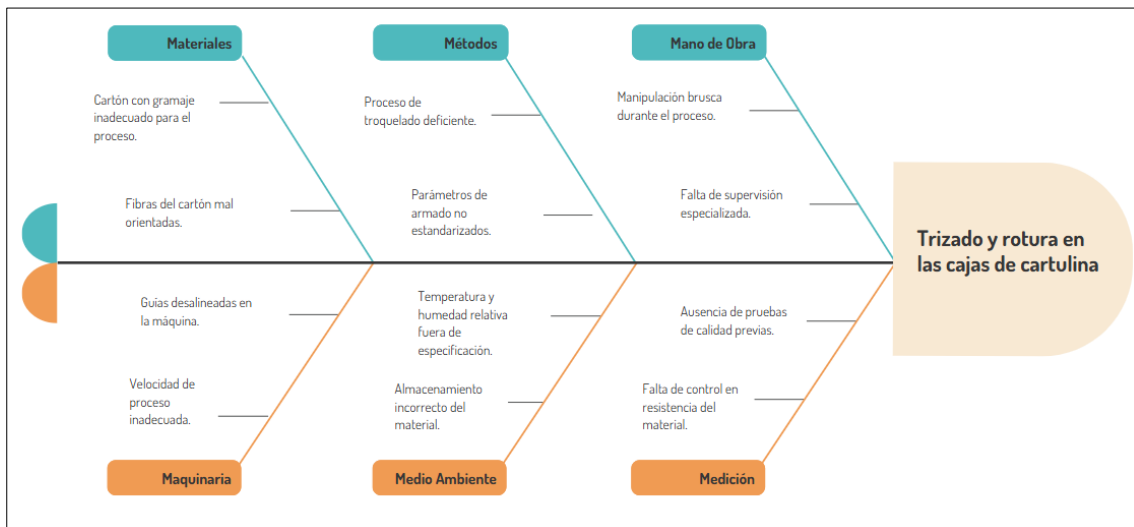 Materiales
Métodos
Mano de Obra
Cartón con gramaje
inadecuado para el
proceso.
Proceso de
troquelado deficiente.
Manipulación brusca
durante el proceso.
Fibras del cartón mal
orientadas.
Parámetros de
armado no
estandarizados.
Falta de supervisión
especializada.
Trizado y rotura en
las cajas de cartulina
Guías desalineadas en
la máquina.
Temperatura y
humedad relativa
fuera de
especificación.
Ausencia de pruebas
de calidad previas.
Velocidad de
proceso
inadecuada.
Almacenamiento
incorrecto del
material.
Falta de control en
resistencia del
material.
Maquinaria
Medio Ambiente
Medición